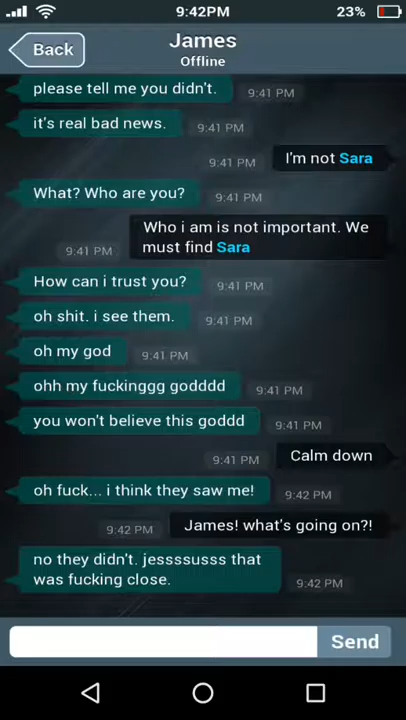 9:42PM
23%
Back
James
Offline
please tell me you didn't.
9:41 PM
it's real bad news.
9:41 PM
9:41 PM
I'm not Sara
What? Who are you?
9:41 PM
Who i am is not important. We
must find Sara
9:41 PM
How can i trust you?
9:41 PM
oh shit. i see them.
9:41 PM
oh my god
9:41 PM
ohh my fuckinggg godddd
9:41 PM
you won't believe this goddd
9:41 PM
9:41 PM
Calm down
oh fuck... i think they saw me!
9:42 PM
9:42 PM
James! what's going on?!
no they didn't. jessssusss that
was fucking close.
9:42 PM
Send